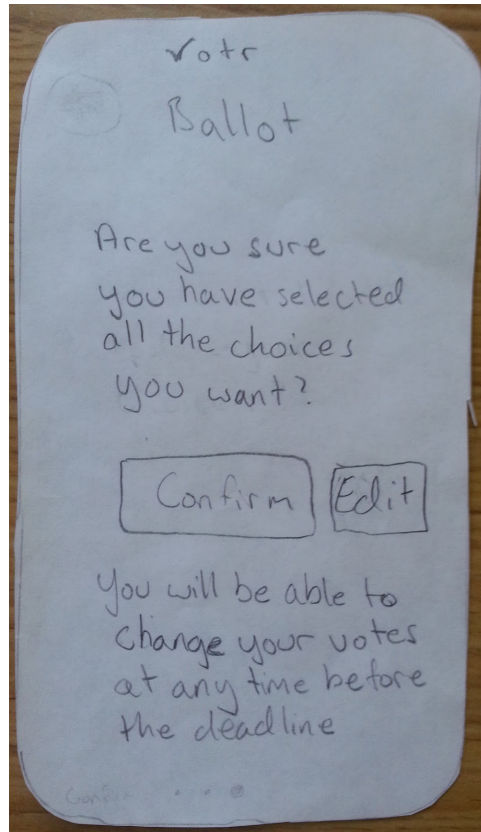 Votr
Ballot
Are you sure
you have selected
all the choices
you want?
Confirm Edit
You will be able to
change your votes
at any time before
the deadline